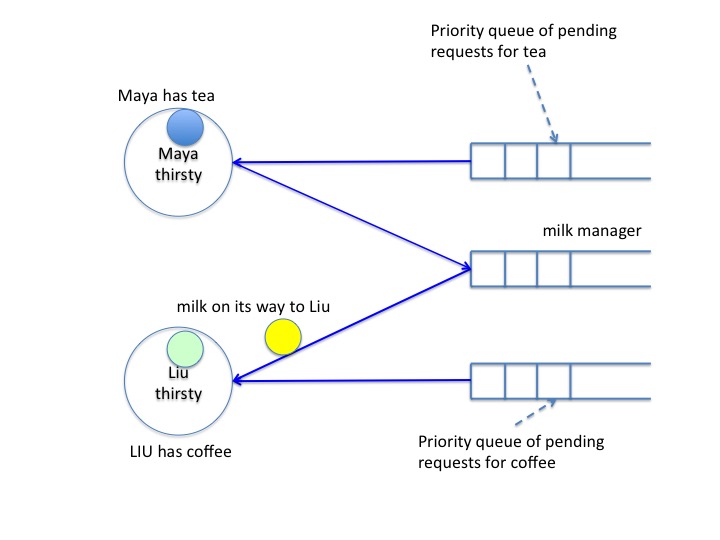 Priority queue of pending
requests for tea
Maya has tea
Maya
thirsty
milk manager
milk on its way to Liu
Liu
thirsty
LIU has coffee
Priority queue of pending
requests for coffee